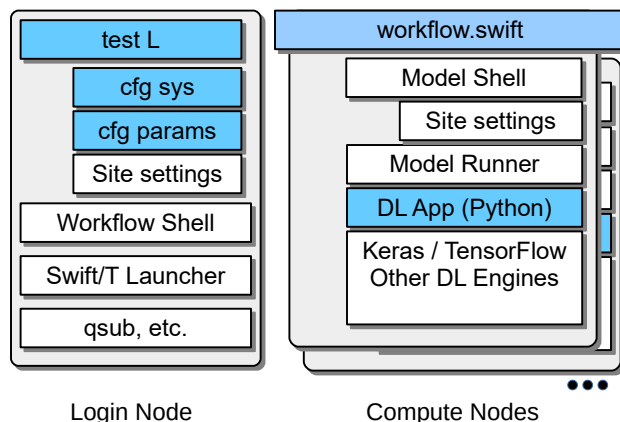 test L
cfg sys
cfg params
Site settings
Workflow Shell
Swift/T Launcher
qsub, etc.
Login Node
workflow.swift
Model Shell
Site settings
Model Runner
DL App (Python)
Keras / TensorFlow
Other DL Engines
Compute Nodes